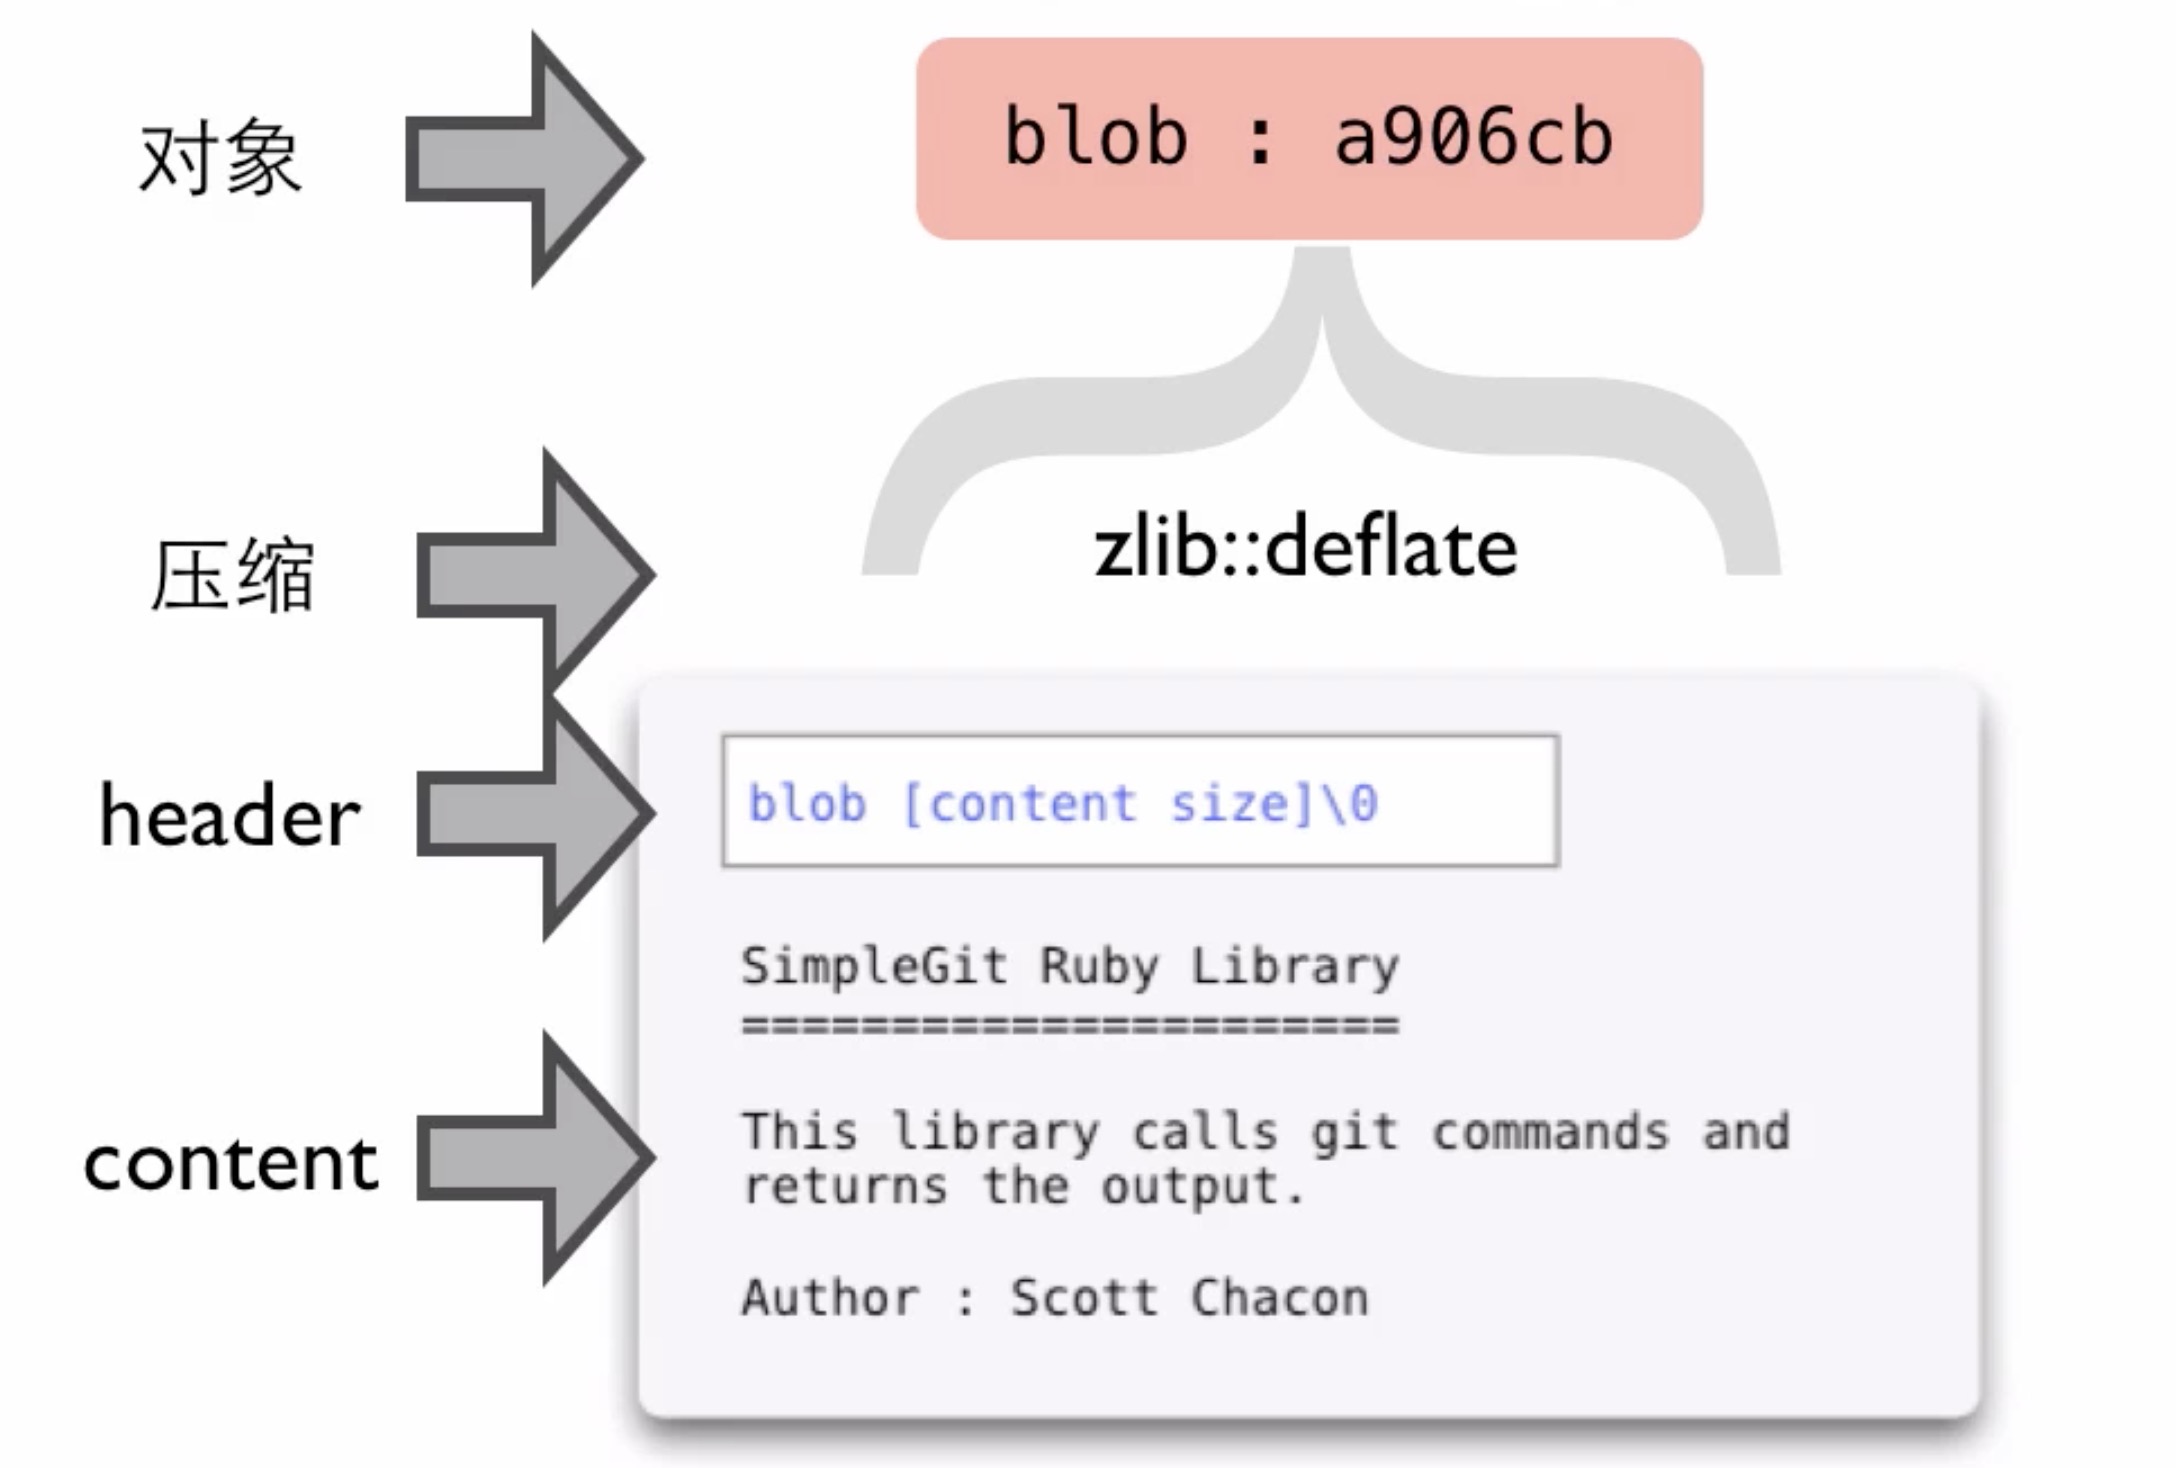 对象
blob : a906cb
压缩
zlib::deflate
header
blob [content size]\0
SimpleGit Ruby Library
======================
content
This library calls git commands and
returns the output.
Author : Scott Chacon